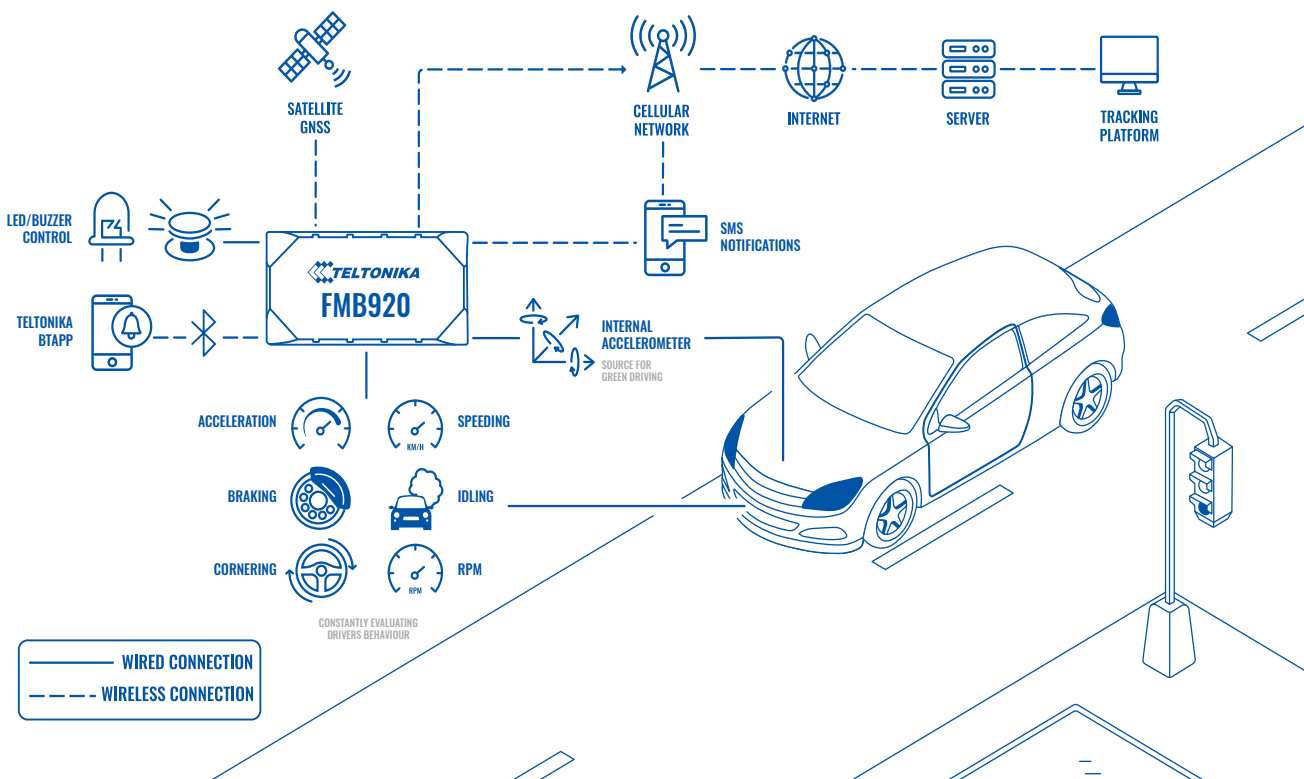 SATELLITE
GNSS
CELLULAR
NETWORK
INTERNET
SERVER
TRACKING
PLATFORM
LED/BUZZER
CONTROL
SMS
NOTIFICATIONS
TELTONIKA
FMB920
TELTONIKA
BTAPP
INTERNAL
ACCELEROMETER
SOURCE FOR
GREEN DRIVING
ACCELERATION
KM/H
SPEEDING
BRAKING
IDLING
CORNERING
RPM
RPM
CONSTANTLY EVALUATING
DRIVERS BEHAVIOUR
WIRED CONNECTION
WIRELESS CONNECTION